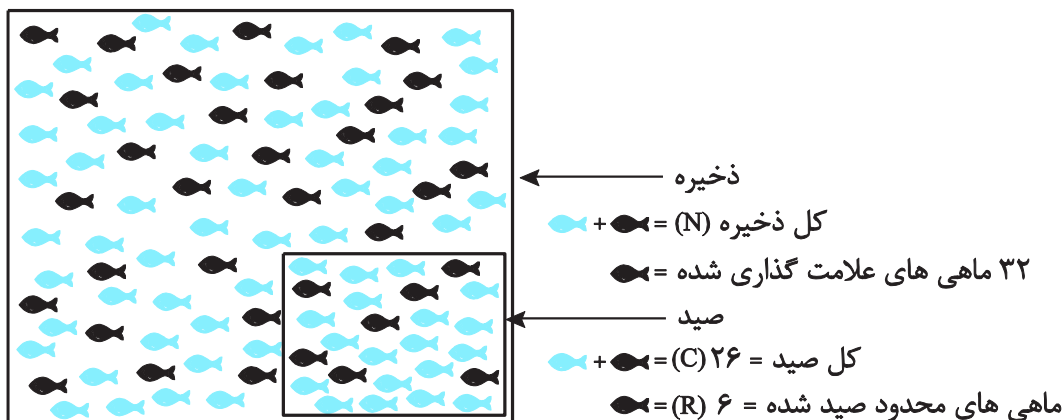 ذخیره
کل ذخیره (N) = +
۳۲ ماهی های علامت گذاری شده =
صید
کل صید = ۲۶ (C) = +
ماهی های محدود صید شده = ۶ (R) =